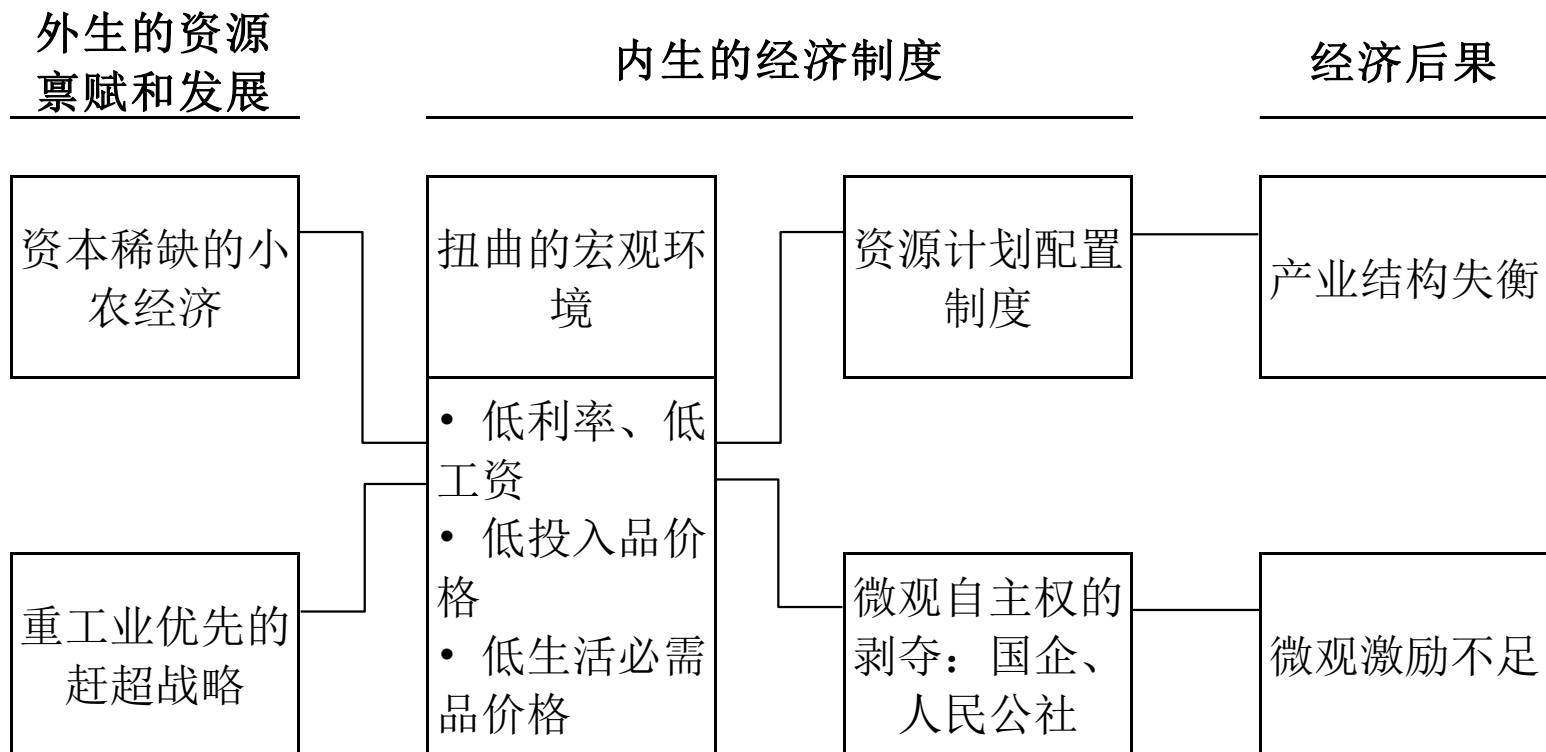 外生的资源
禀赋和发展
内生的经济制度
经济后果
资本稀缺的小
农经济
扭曲的宏观环
境
资源计划配置
制度
产业结构失衡
• 低利率、低
工资
• 低投入品价
格
• 低生活必需
品价格
重工业优先的
赶超战略
微观自主权的
剥夺：国企、
人民公社
微观激励不足